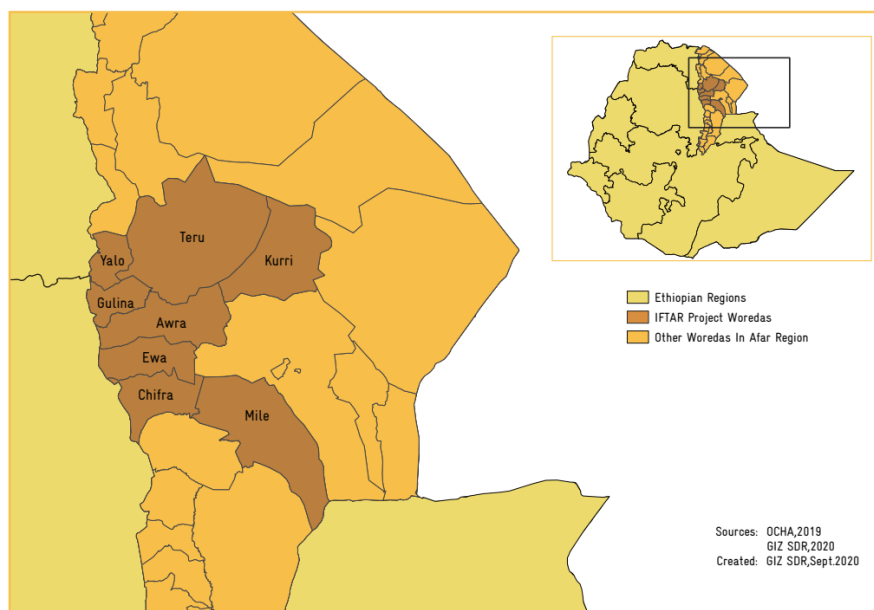 Teru
Yalo
Kurri
Gulina
Awra
Ewa
Chifra
Mile
Ethiopian Regions
IFTAR Project Woredas
Other Woredas In Afar Region
Sources: OCHA,2019
GIZ SDR,2020
Created: GIZ SDR,Sept.2020